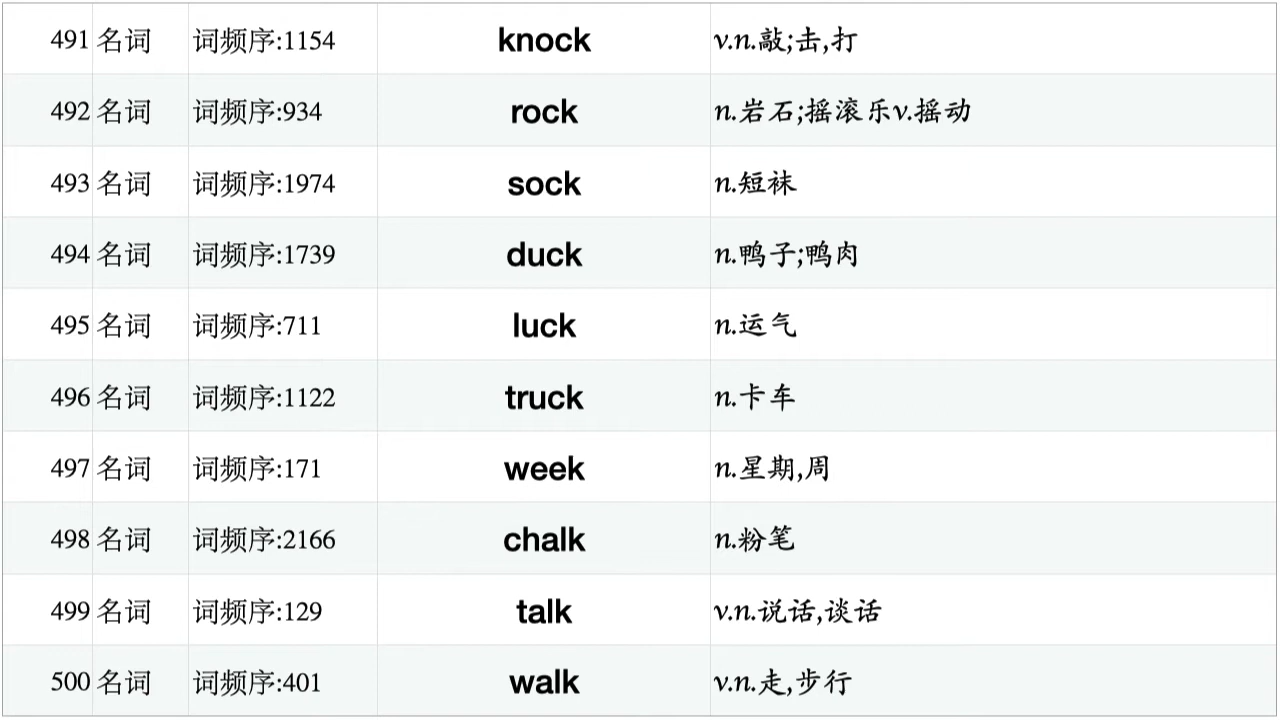 491 名词 词频序:1154 knock v.n.敲;击,打
492 名词 词频序:934 rock n.岩石;摇滚乐v.摇动
493 名词 词频序:1974 sock n.短袜
494 名词 词频序:1739 duck n.鸭子;鸭肉
495 名词 词频序:711 luck n.运气
496 名词 词频序:1122 truck n.卡车
497 名词 词频序:171 week n.星期,周
498 名词 词频序:2166 chalk n.粉笔
499 名词 词频序:129 talk v.n.说话,谈话
500 名词 词频序:401 walk v.n.走,步行